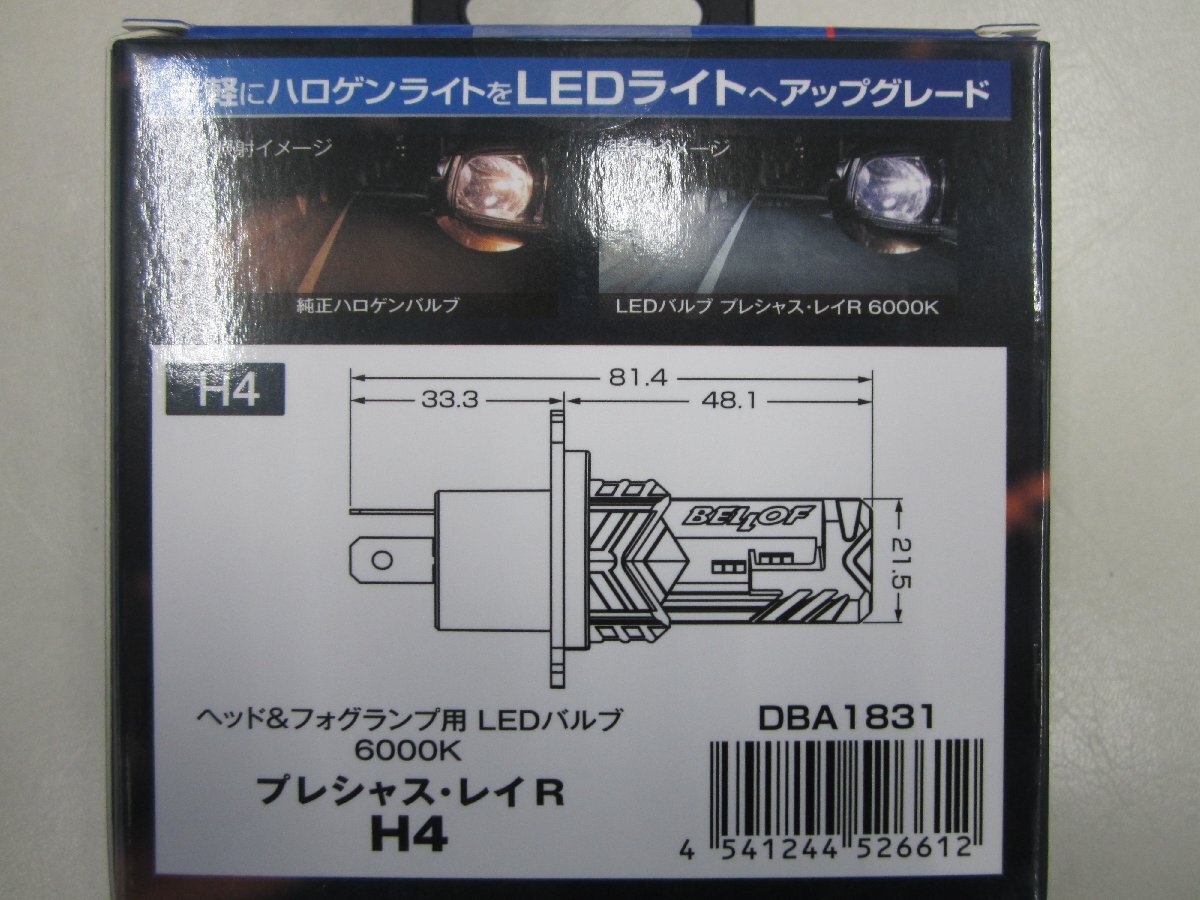 軽にハロゲンライトをLEDライトへアップグレード
照射イメージ
イメージ
純正ハロゲンバルブ
LEDバルブ プレシャス・レイR 6000K
H4
81.4
33.3
48.1
BELLOF
21.5
ヘッド&フォグランプ用 LEDバルブ
6000K
プレシャス・レイ R
H4
DBA1831
4 541244 526612